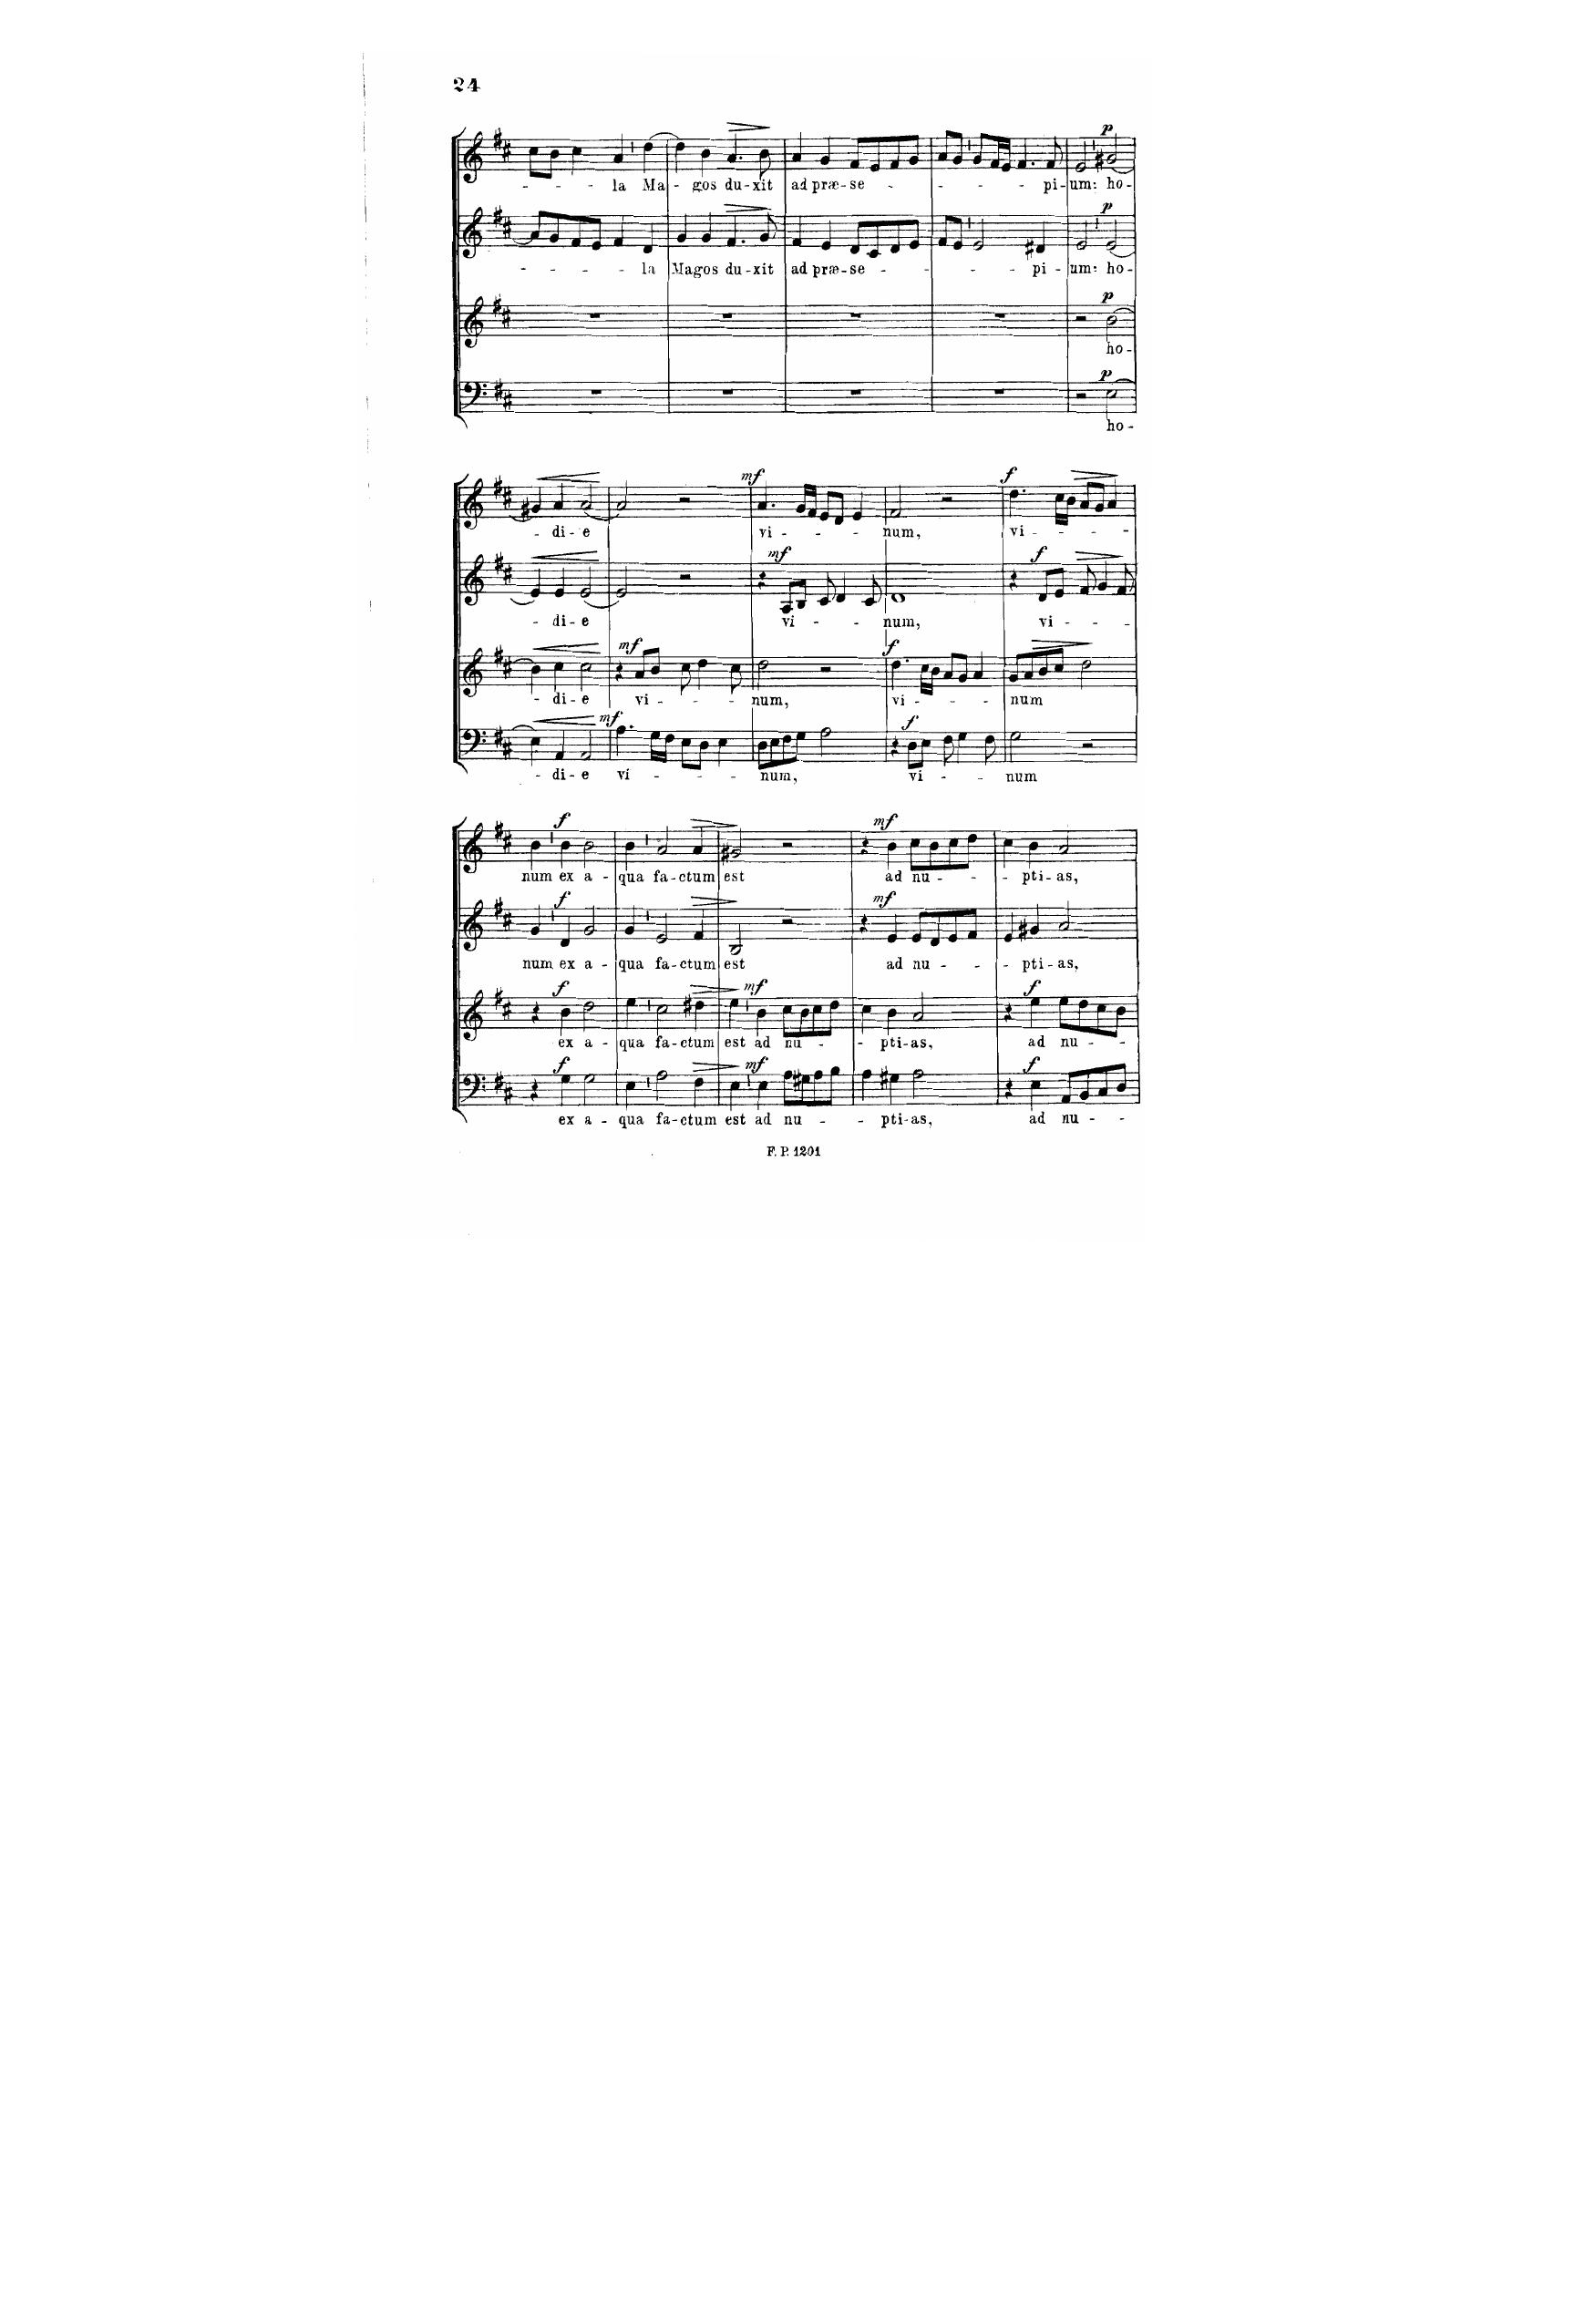 24
p
- - - la Ma - gos du - xit ad præ - se - - - - - pi - um: ho -
p
- - - - la Magos du - xit ad præ - se - - - - pi - um: ho -
p
ho -
p
ho -
mf f
- di - e vi - - - - num, vi - - - -
mf f
- di - e vi - - - num, vi - - -
mf f
- di - e vi - - - num, vi - - - - num
mf f
- di - e vi - - - - num, vi - - - num
f mf
num ex a - qua fa - ctum est ad nu - - - pti - as,
f mf
num ex a - qua fa - ctum est ad nu - - - pti - as,
f mf f
ex a - qua fa - ctum est ad nu - - pti - as, ad nu - -
f mf f
ex a - qua fa - ctum est ad nu - - pti - as, ad nu - -
F. P. 1201